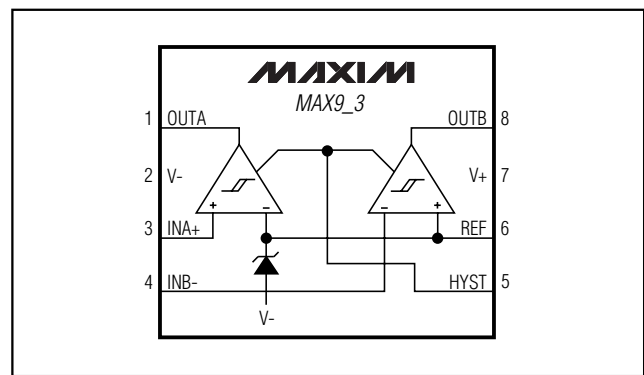 MAXIM
MAX9_3
1 OUTA
OUTB 8
2 V-
V+ 7
+ -
- +
3 INA+
REF 6
4 INB-
HYST 5
V-